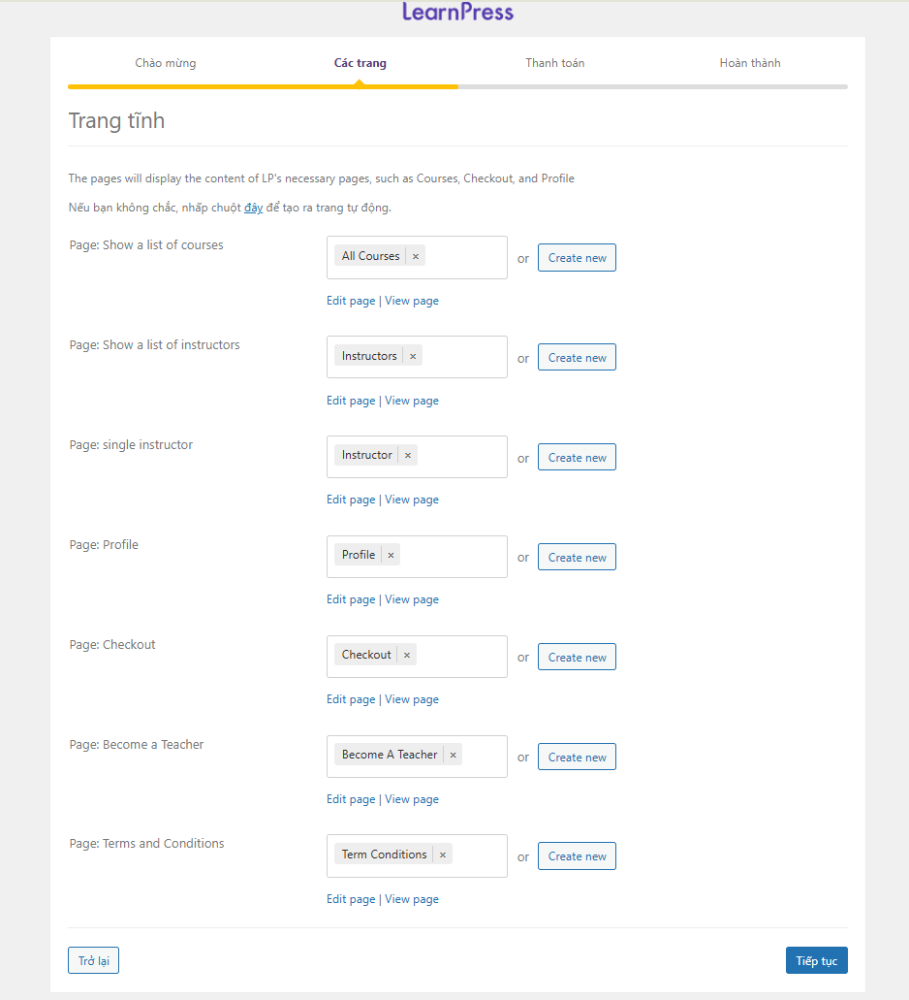 LearnPress
Chào mừng Các trang Thanh toán Hoàn thành
Trang tĩnh
The pages will display the content of LP's necessary pages, such as Courses, Checkout, and Profile
Nếu bạn không chắc, nhấp chuột đây để tạo ra trang tự động.
Page: Show a list of courses All Courses × or Create new
Edit page | View page
Page: Show a list of instructors Instructors × or Create new
Edit page | View page
Page: single instructor Instructor × or Create new
Edit page | View page
Page: Profile Profile × or Create new
Edit page | View page
Page: Checkout Checkout × or Create new
Edit page | View page
Page: Become a Teacher Become A Teacher × or Create new
Edit page | View page
Page: Terms and Conditions Term Conditions × or Create new
Edit page | View page
Trở lại Tiếp tục